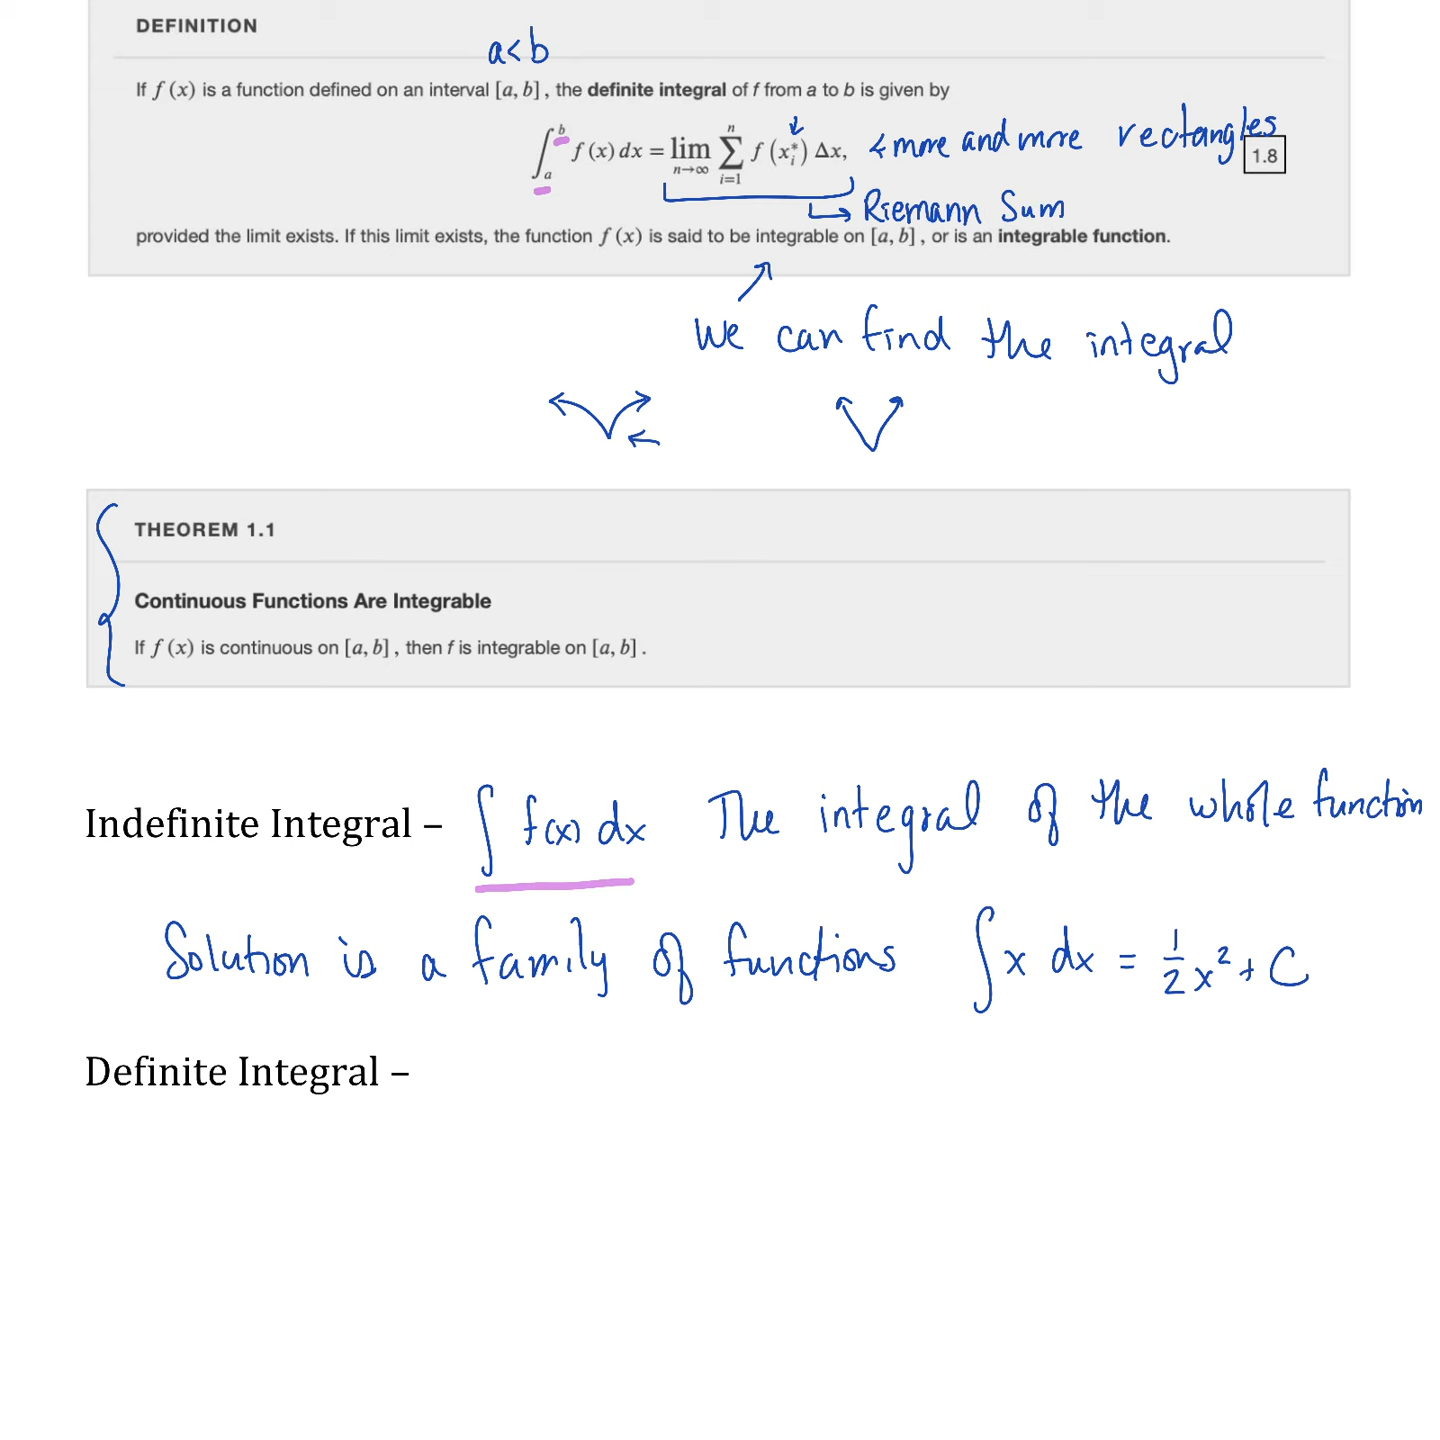 DEFINITION
a<b
If f (x) is a function defined on an interval [a, b] , the definite integral of f from a to b is given by
∫_a^b f (x) dx = lim_{n→∞} ∑_{i=1}^n f (x_i^*) Δx, more and more rectangles
1.8
Riemann Sum
provided the limit exists. If this limit exists, the function f (x) is said to be integrable on [a, b] , or is an integrable function.
We can find the integral
THEOREM 1.1
Continuous Functions Are Integrable
If f (x) is continuous on [a, b] , then f is integrable on [a, b] .
Indefinite Integral – ∫ f(x) dx The integral of the whole function
Solution is a family of functions ∫ x dx = 1/2 x² + C
Definite Integral –